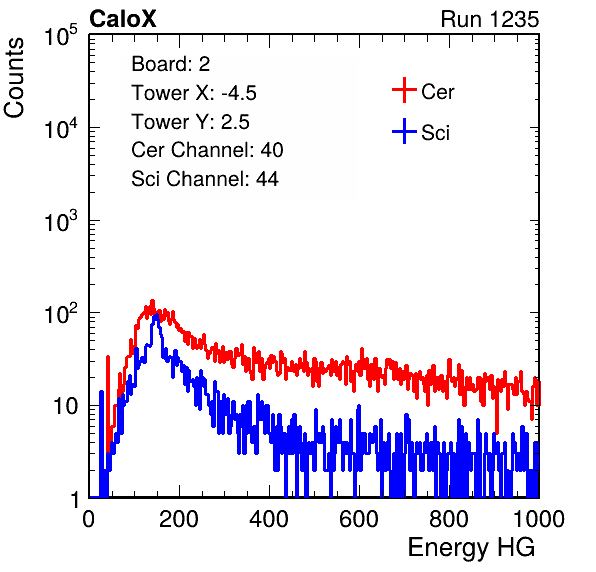 CaloX Run 1235
Counts
10^5
10^4
10^3
10^2
10
1
Board: 2
Tower X: -4.5
Tower Y: 2.5
Cer Channel: 40
Sci Channel: 44
Cer
Sci
0 200 400 600 800 1000
Energy HG